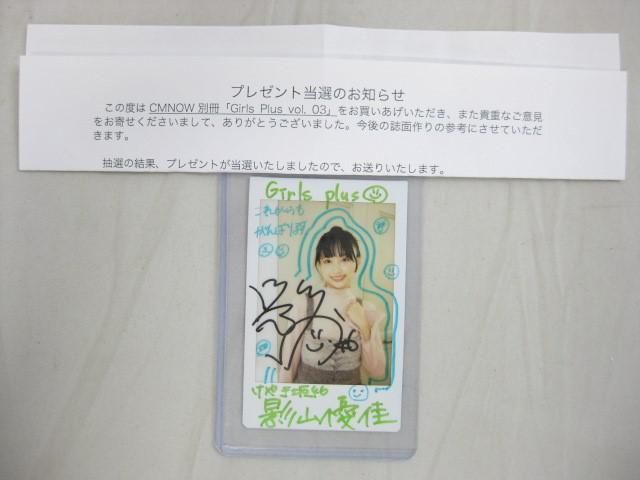 プレゼント当選のお知らせ
この度は CMNOW 別冊「Girls Plus vol. 03」をお買いあげいただき、また貴重なご意見
をお寄せくださいまして、ありがとうございました。今後の誌面作りの参考にさせていただ
きます。
抽選の結果、プレゼントが当選いたしましたので、お送りいたします。
Girls plus
これからも
がんばります
けやき坂46
影山優佳